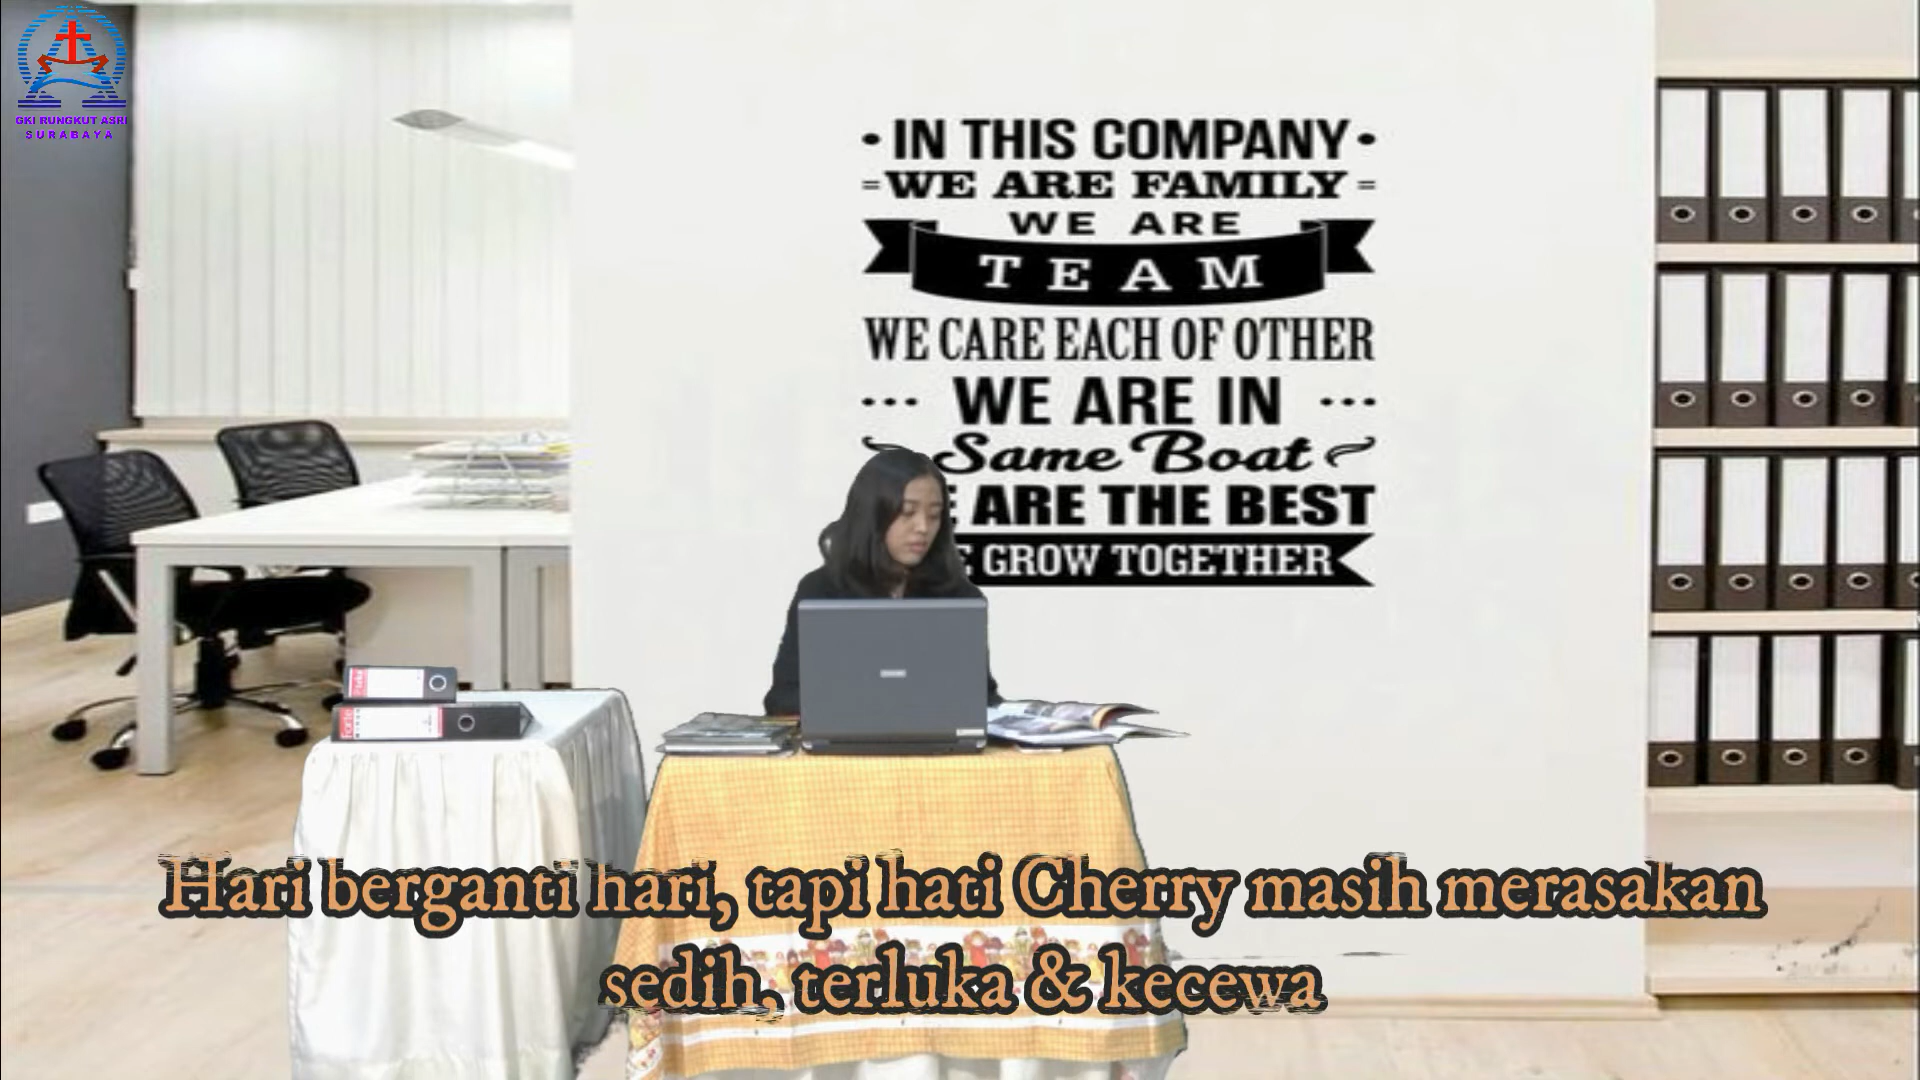 GKI RUNGKUT ASRI
SURABAYA
• IN THIS COMPANY •
=WE ARE FAMILY =
WE ARE
TEAM
WE CARE EACH OF OTHER
... WE ARE IN ...
Same Boat
E ARE THE BEST
E GROW TOGETHER
Hari berganti hari, tapi hati Cherry masih merasakan
sedih, terluka & kecewa